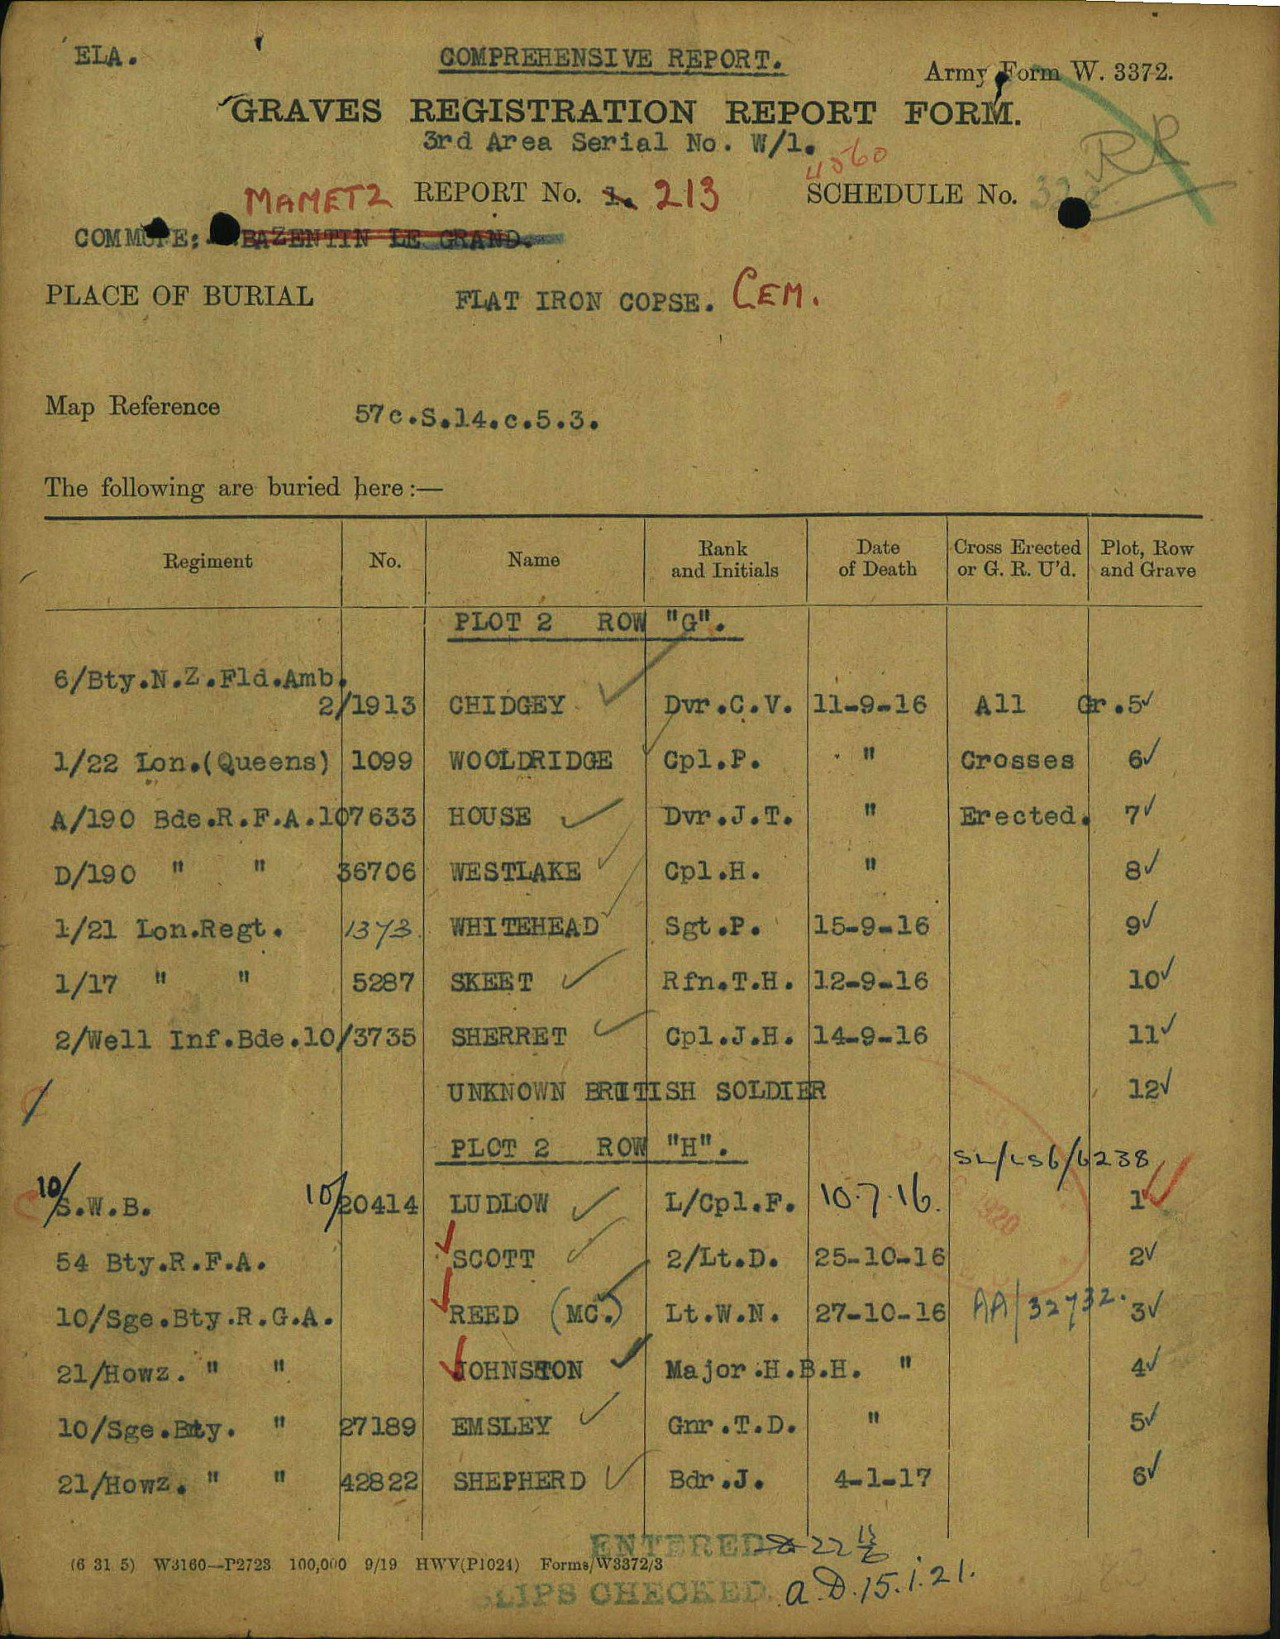 ELA.
COMPREHENSIVE REPORT.
Army Form W. 3372.
GRAVES REGISTRATION REPORT FORM.
3rd Area Serial No. W/1.
4560
RR
MAMETZ REPORT No. 213 SCHEDULE No.
COMMUNE: BAZENTIN LE GRAND.
PLACE OF BURIAL FLAT IRON COPSE. CEM.
Map Reference 57c.S.14.c.5.3.
The following are buried here:—
Regiment No. Name Rank and Initials Date of Death Cross Erected or G. R. U'd. Plot, Row and Grave
PLOT 2 ROW "G".
6/Bty.N.Z.Fld.Amb.
2/1913 CHIDGEY Dvr.C.V. 11-9-16 All Gr.5
1/22 Lon.(Queens) 1099 WOOLDRIDGE Cpl.P. " Crosses 6
A/190 Bde.R.F.A. 107633 HOUSE Dvr.J.T. " Erected. 7
D/190 " " 36706 WESTLAKE Cpl.H. " 8
1/21 Lon.Regt. 1373. WHITEHEAD Sgt.P. 15-9-16 9
1/17 " " 5287 SKEET Rfn.T.H. 12-9-16 10
2/Well Inf.Bde.10/3735 SHERRET Cpl.J.H. 14-9-16 11
UNKNOWN BRITISH SOLDIER 12
PLOT 2 ROW "H".
SL/LS6/6238
10/S.W.B. 10/20414 LUDLOW L/Cpl.F. 10.7.16. 1
54 Bty.R.F.A. SCOTT 2/Lt.D. 25-10-16 2
10/Sge.Bty.R.G.A. REED (MC.) Lt.W.N. 27-10-16 AA/32732. 3
21/Howz. " " JOHNSTON Major.H.B.H. " 4
10/Sge.Bty. " 27189 EMSLEY Gnr.T.D. " 5
21/Howz. " " 42822 SHEPHERD Bdr.J. 4-1-17 6
ENTERED 22
(6 31 5) W3160—P2723 100,000 9/19 HWV(P1024) Forms/W3372/3
SLIPS CHECKED. a.D.15.1.21.